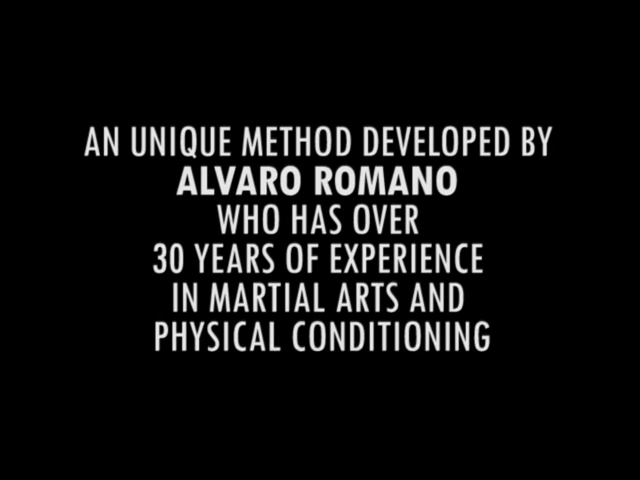 AN UNIQUE METHOD DEVELOPED BY
ALVARO ROMANO
WHO HAS OVER
30 YEARS OF EXPERIENCE
IN MARTIAL ARTS AND
PHYSICAL CONDITIONING